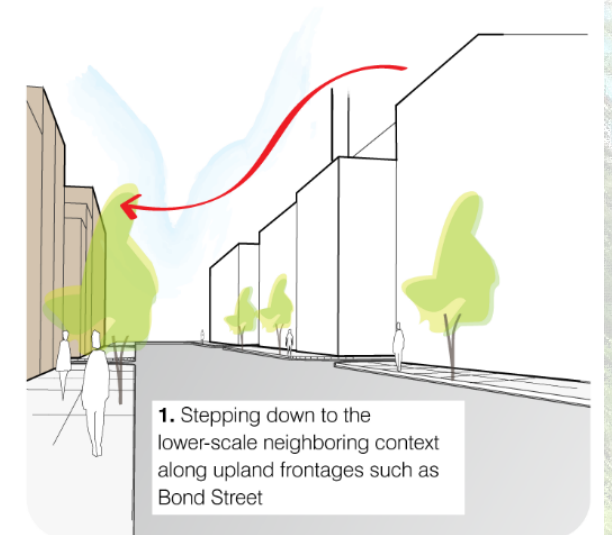 1. Stepping down to the
lower-scale neighboring context
along upland frontages such as
Bond Street